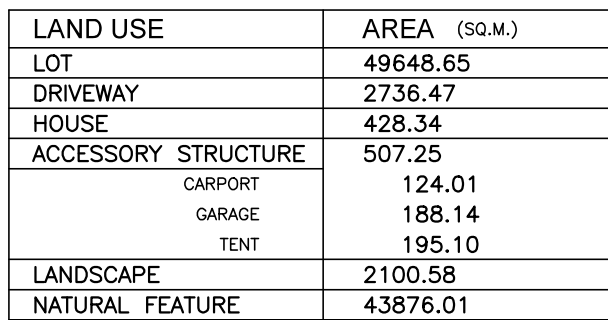 LAND USE AREA (SQ.M.)
LOT 49648.65
DRIVEWAY 2736.47
HOUSE 428.34
ACCESSORY STRUCTURE 507.25
CARPORT 124.01
GARAGE 188.14
TENT 195.10
LANDSCAPE 2100.58
NATURAL FEATURE 43876.01